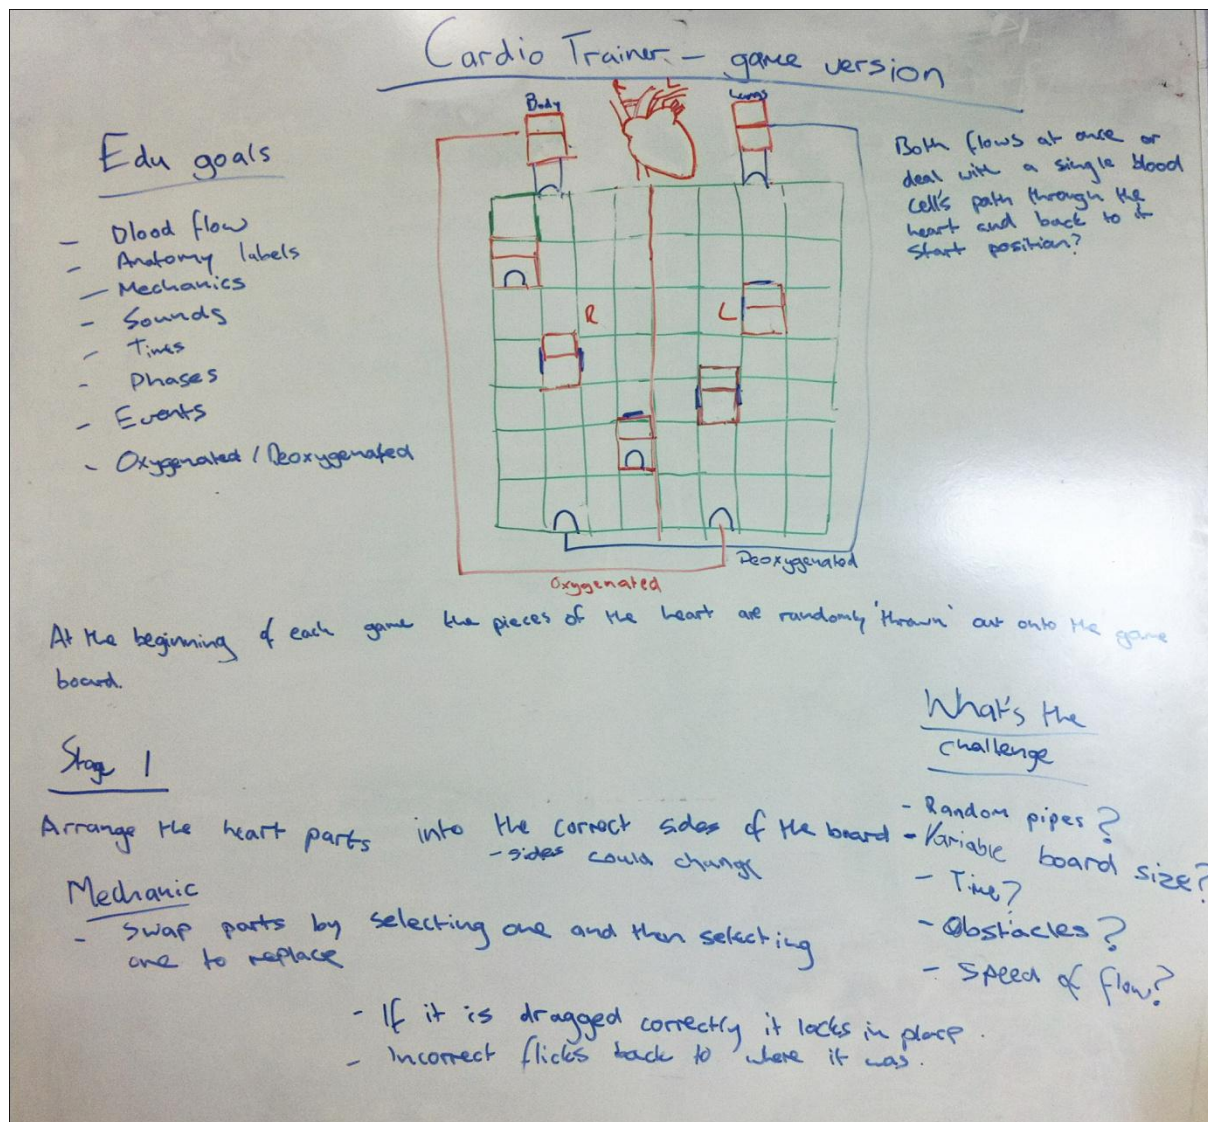 Cardio Trainer - game version
R L
Body
Lungs
Edu goals
- Blood flow
- Anatomy labels
- Mechanics
- Sounds
- Times
- Phases
- Events
- Oxygenated / Deoxygenated
Both flows at once or
deal with a single blood
cell's path through the
heart and back to it
start position?
R
L
Deoxygenated
Oxygenated
At the beginning of each game the pieces of the heart are randomly 'thrown' out onto the game
board.
Stage 1
Arrange the heart parts into the correct sides of the board
- sides could change
Mechanic
- Swap parts by selecting one and then selecting
one to replace
- If it is dragged correctly it locks in place.
- Incorrect flicks back to where it was.
What's the
challenge
- Random pipes?
- Variable board size?
- Time?
- Obstacles?
- Speed of flow?